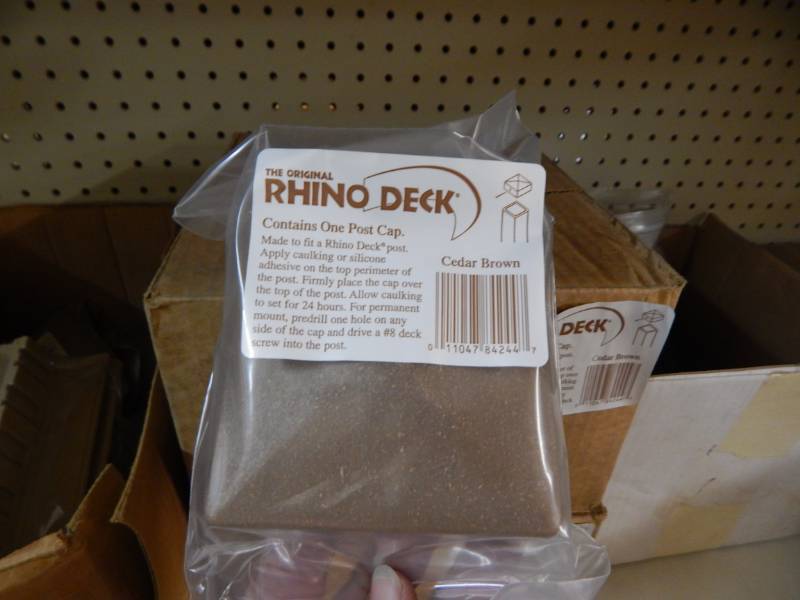 THE ORIGINAL
RHINO DECK®
Contains One Post Cap.
Made to fit a Rhino Deck® post.
Apply caulking or silicone
adhesive on the top perimeter of
the post. Firmly place the cap over
the top of the post. Allow caulking
to set for 24 hours. For permanent
mount, predrill one hole on any
side of the cap and drive a #8 deck
screw into the post.
Cedar Brown
0 11047 84244 7
DECK®
Cap.
post.
Cedar Brown